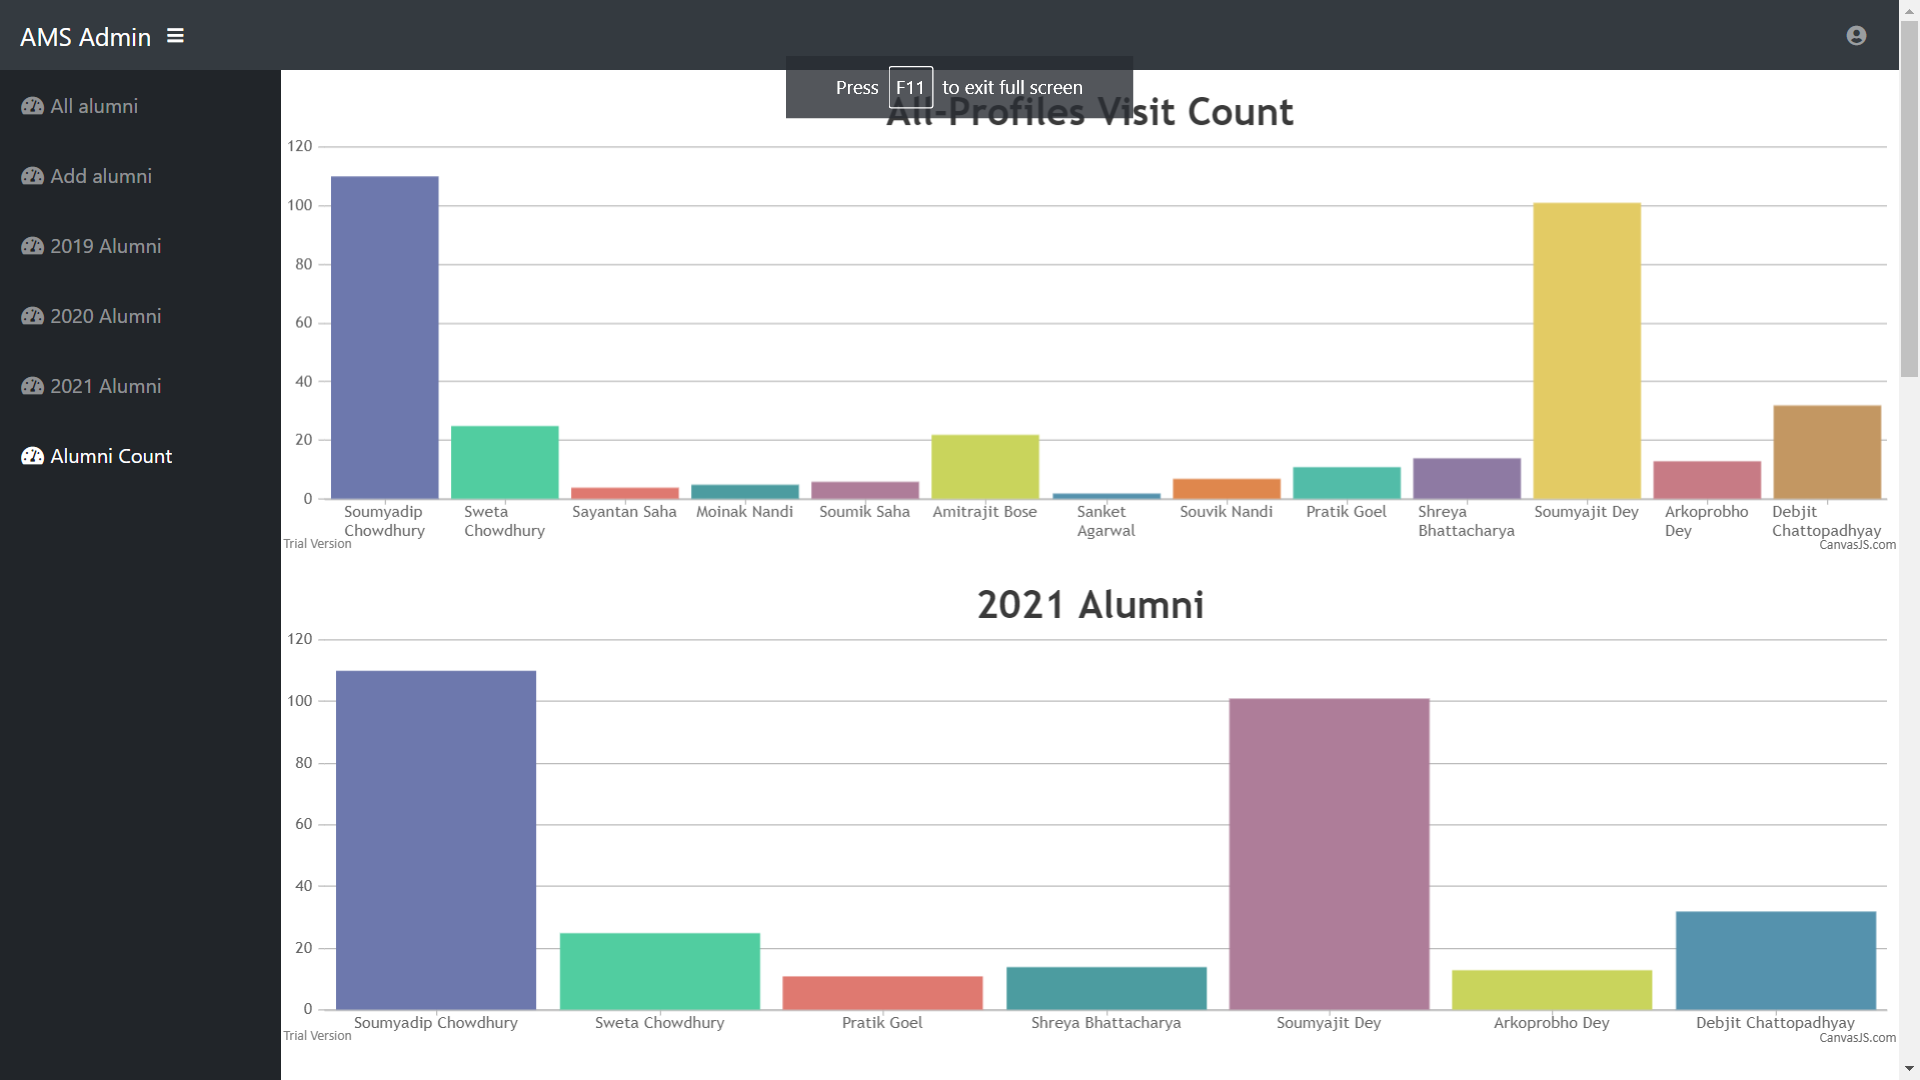 AMS Admin
Press F11 to exit full screen
All alumni
Add alumni
2019 Alumni
2020 Alumni
2021 Alumni
Alumni Count
All-Profiles Visit Count
120
100
80
60
40
20
0
Soumyadip Chowdhury
Sweta Chowdhury
Sayantan Saha
Moinak Nandi
Soumik Saha
Amitrajit Bose
Sanket Agarwal
Souvik Nandi
Pratik Goel
Shreya Bhattacharya
Soumyajit Dey
Arkoprobho Dey
Debjit Chattopadhyay
Trial Version
CanvasJS.com
2021 Alumni
120
100
80
60
40
20
0
Soumyadip Chowdhury
Sweta Chowdhury
Pratik Goel
Shreya Bhattacharya
Soumyajit Dey
Arkoprobho Dey
Debjit Chattopadhyay
Trial Version
CanvasJS.com